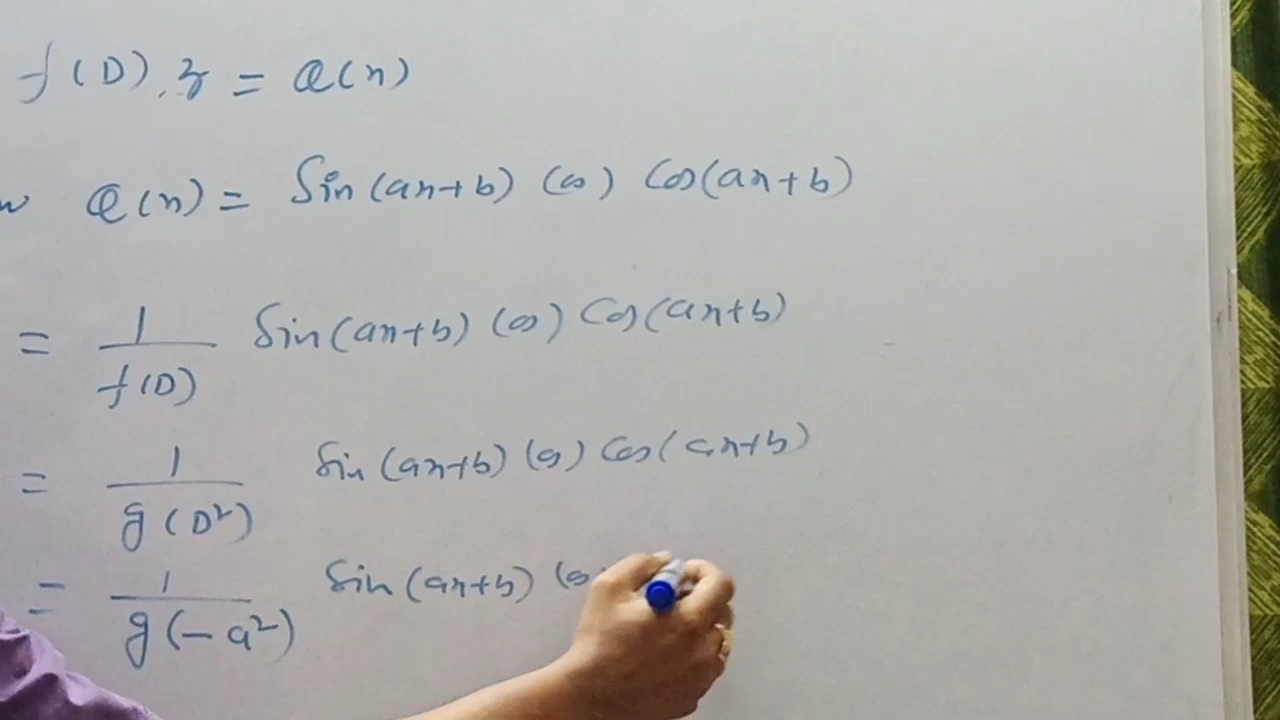 f(D).y = Q(x)
Q(x) = Sin(ax+b) (or) Cos(ax+b)
= 1/f(D) Sin(ax+b) (or) Cos(ax+b)
= 1/g(D²) Sin(ax+b) (or) Cos(ax+b)
= 1/g(-a²) Sin(ax+b) (or